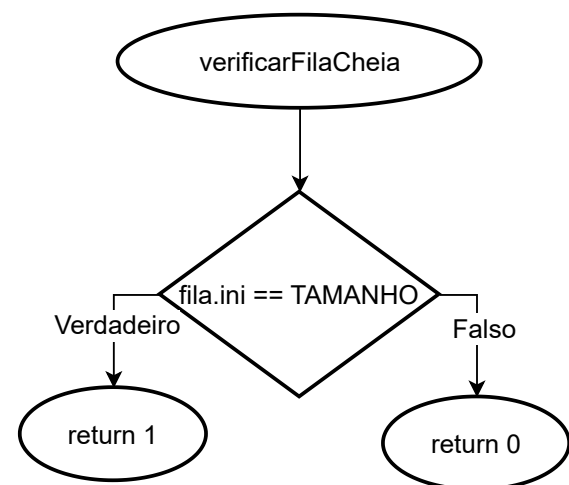 verificarFilaCheia
fila.ini == TAMANHO
Verdadeiro
Falso
return 1
return 0